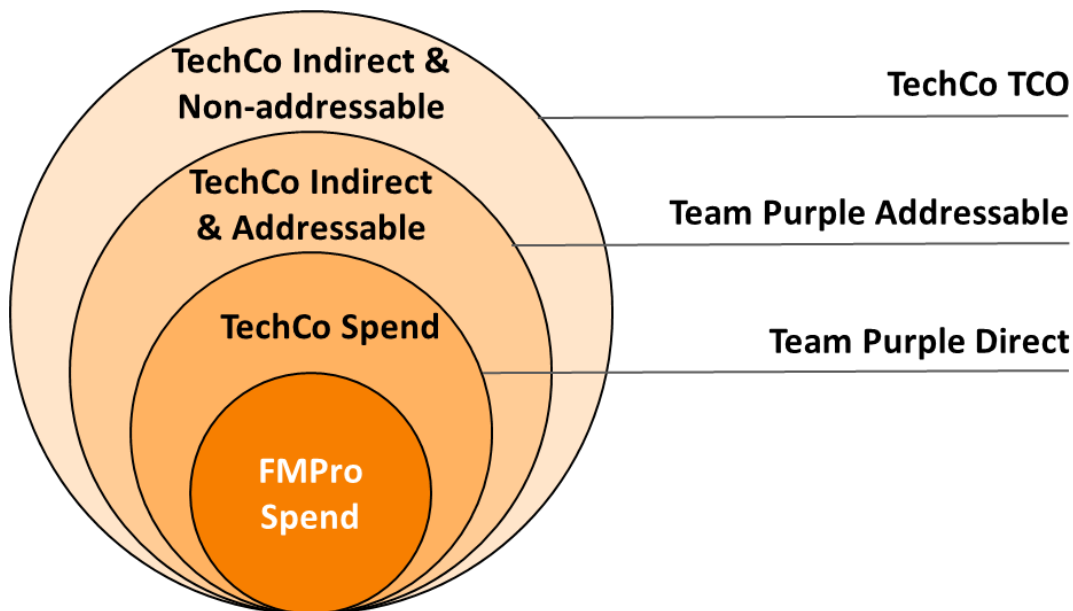 TechCo Indirect &
Non-addressable
TechCo TCO
TechCo Indirect
& Addressable
Team Purple Addressable
TechCo Spend
Team Purple Direct
FMPro
Spend